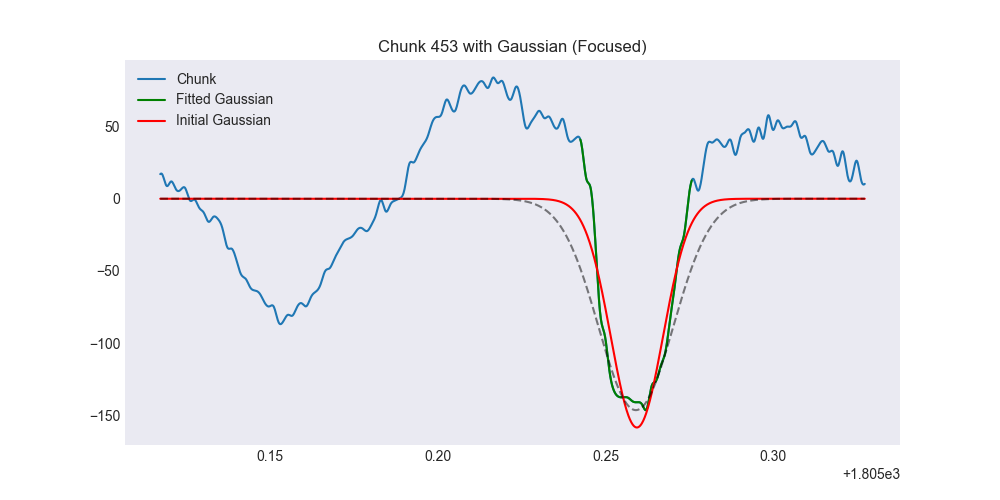 Chunk 453 with Gaussian (Focused)
Chunk
Fitted Gaussian
Initial Gaussian
50
0
−50
−100
−150
0.15
0.20
0.25
0.30
+1.805e3